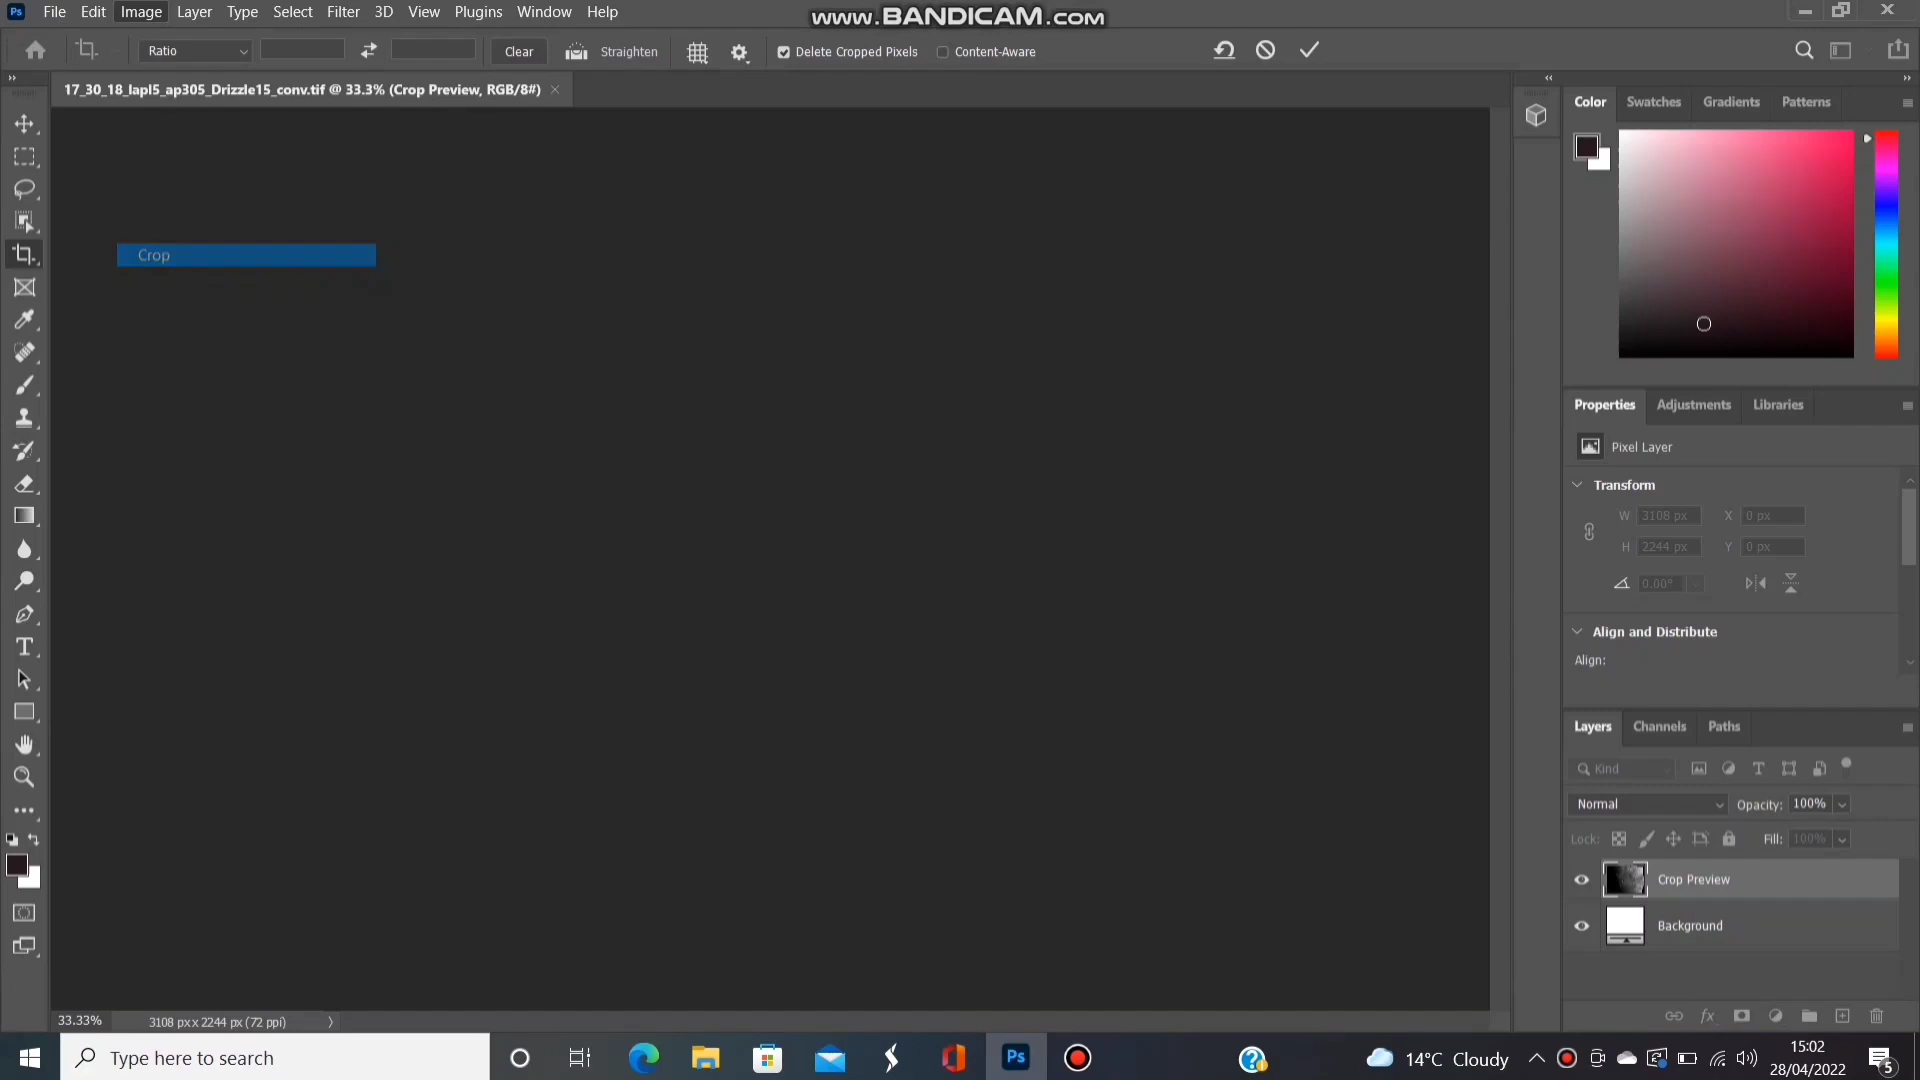 Ps File Edit Image Layer Type Select Filter 3D View Plugins Window Help
www.BANDICAM.com
Ratio Clear Straighten Delete Cropped Pixels Content-Aware
17_30_18_lapl5_ap305_Drizzle15_conv.tif @ 33.3% (Crop Preview, RGB/8#)
Color Swatches Gradients Patterns
Crop
Properties Adjustments Libraries
Pixel Layer
Transform
W 3108 px X 0 px
H 2244 px Y 0 px
0.00°
Align and Distribute
Align:
Layers Channels Paths
Kind
Normal Opacity: 100%
Lock: Fill: 100%
Crop Preview
Background
fx
33.33% 3108 px x 2244 px (72 ppi)
Type here to search
Ps
14°C Cloudy
15:02
28/04/2022
5